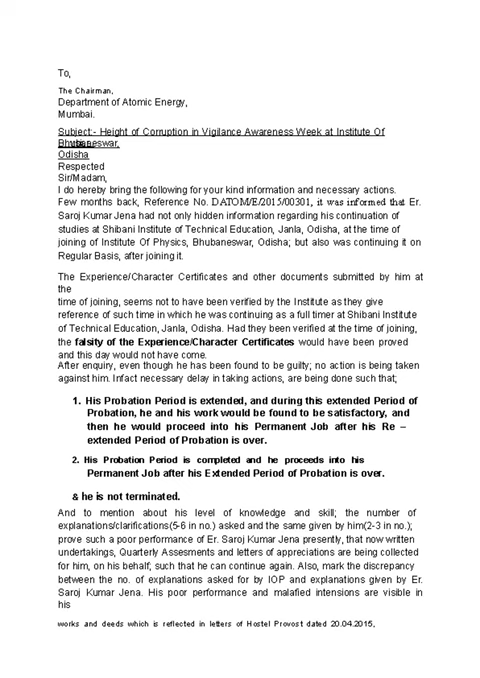 To,
The Chairman,
Department of Atomic Energy,
Mumbai.
Subject:- Height of Corruption in Vigilance Awareness Week at Institute Of
Bhubaneswar,
Odisha
Respected
Sir/Madam,
I do hereby bring the following for your kind information and necessary actions.
Few months back, Reference No. DATOM/E/2015/00301, it was informed that Er.
Saroj Kumar Jena had not only hidden information regarding his continuation of
studies at Shibani Institute of Technical Education, Janla, Odisha, at the time of
joining of Institute Of Physics, Bhubaneswar, Odisha; but also was continuing it on
Regular Basis, after joining it.
The Experience/Character Certificates and other documents submitted by him at
the
time of joining, seems not to have been verified by the Institute as they give
reference of such time in which he was continuing as a full timer at Shibani Institute
of Technical Education, Janla, Odisha. Had they been verified at the time of joining,
the falsity of the Experience/Character Certificates would have been proved
and this day would not have come.
After enquiry, even though he has been found to be guilty; no action is being taken
against him. Infact necessary delay in taking actions, are being done such that;
1. His Probation Period is extended, and during this extended Period of
Probation, he and his work would be found to be satisfactory, and
then he would proceed into his Permanent Job after his Re –
extended Period of Probation is over.
2. His Probation Period is completed and he proceeds into his
Permanent Job after his Extended Period of Probation is over.
& he is not terminated.
And to mention about his level of knowledge and skill; the number of
explanations/clarifications(5-6 in no.) asked and the same given by him(2-3 in no.);
prove such a poor performance of Er. Saroj Kumar Jena presently, that now written
undertakings, Quarterly Assesments and letters of appreciations are being collected
for him, on his behalf; such that he can continue again. Also, mark the discrepancy
between the no. of explanations asked for by IOP and explanations given by Er.
Saroj Kumar Jena. His poor performance and malafied intensions are visible in
his
works and deeds which is reflected in letters of Hostel Provost dated 20.04.2015,